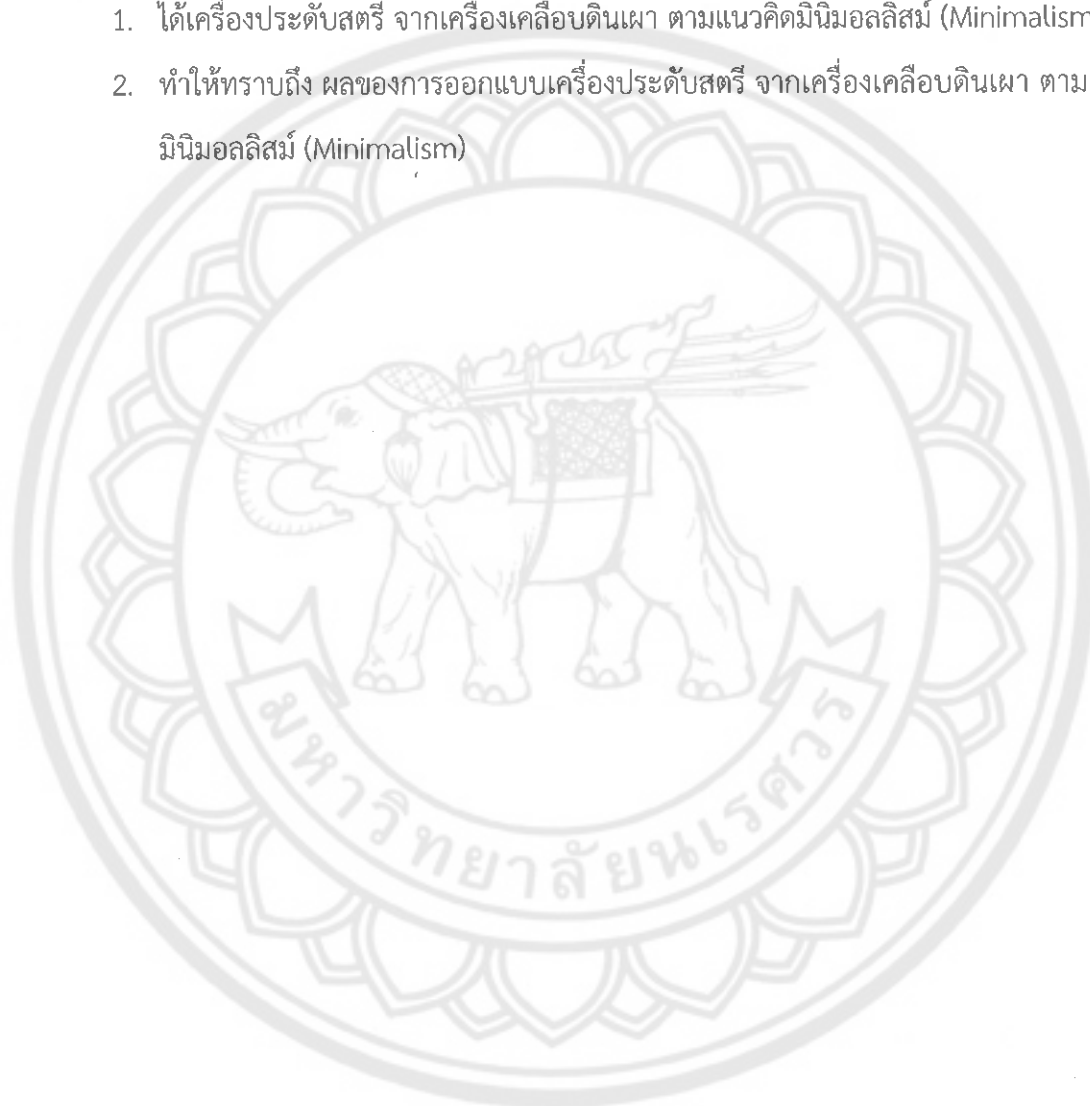 1. ได้เครื่องประดับสตรี จากเครื่องเคลือบดินเผา ตามแนวคิดมินิมอลลิสม์ (Minimalism
2. ทำให้ทราบถึง ผลของการออกแบบเครื่องประดับสตรี จากเครื่องเคลือบดินเผา ตาม
มินิมอลลิสม์ (Minimalism)
มหาวิทยาลัยนเรศวร